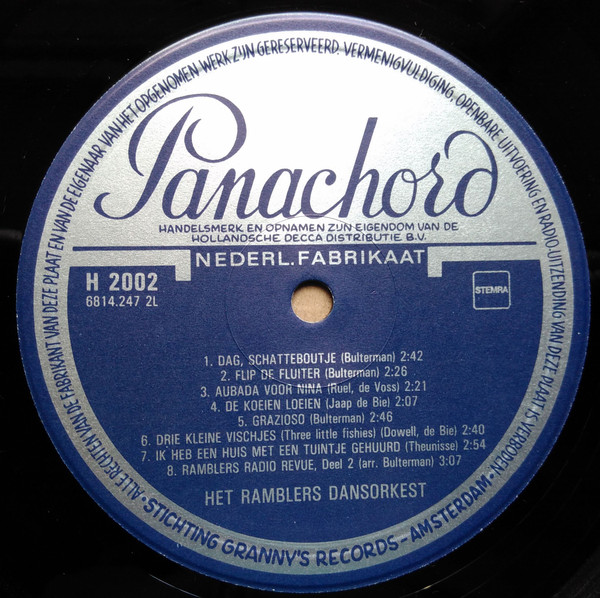 ALLE RECHTEN VAN DE FABRIKANT VAN DEZE PLAAT EN VAN DE EIGENAAR VAN HET OPGENOMEN WERK ZIJN GERESERVEERD. VERMENIGVULDIGING, OPENBARE UITVOERING EN RADIO-UITZENDING VAN DEZE PLAAT IS VERBODEN
Panachord
HANDELSMERK EN OPNAMEN ZIJN EIGENDOM VAN DE
HOLLANDSCHE DECCA DISTRIBUTIE B.V.
NEDERL.FABRIKAAT
H 2002
6814.247 2L
STEMRA
1. DAG, SCHATTEBOUTJE (Bulterman) 2:42
2. FLIP DE FLUITER (Bulterman) 2:26
3. AUBADA VOOR NINA (Ruel, de Voss) 2:21
4. DE KOEIEN LOEIEN (Jaap de Bie) 2:07
5. GRAZIOSO (Bulterman) 2:46
6. DRIE KLEINE VISCHJES (Three little fishies) (Dowell, de Bie) 2:40
7. IK HEB EEN HUIS MET EEN TUINTJE GEHUURD (Theunisse) 2:54
8. RAMBLERS RADIO REVUE, Deel 2 (arr. Bulterman) 3:07
HET RAMBLERS DANSORKEST
• STICHTING GRANNY'S RECORDS - AMSTERDAM •